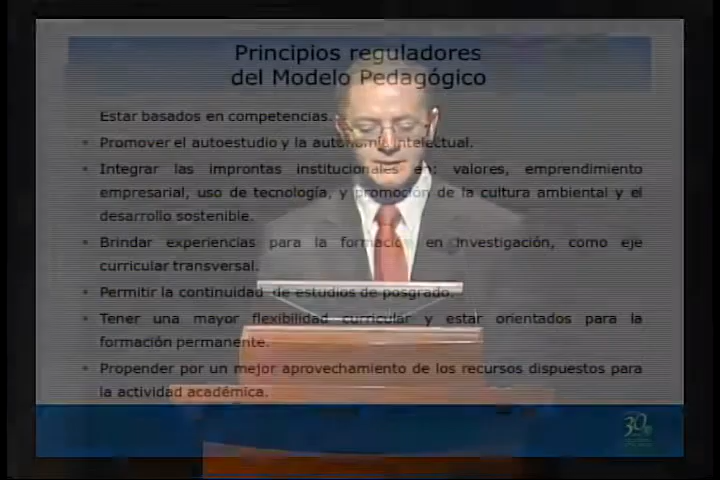 Principios reguladores
del Modelo Pedagógico
Estar basados en competencias.
• Promover el autoestudio y la autonomía intelectual.
• Integrar las improntas institucionales en: valores, emprendimiento
empresarial, uso de tecnología, y promoción de la cultura ambiental y el
desarrollo sostenible.
• Brindar experiencias para la formación en investigación, como eje
curricular transversal.
• Permitir la continuidad de estudios de posgrado.
• Tener una mayor flexibilidad curricular y estar orientados para la
formación permanente.
• Propender por un mejor aprovechamiento de los recursos dispuestos para
la actividad académica.
30